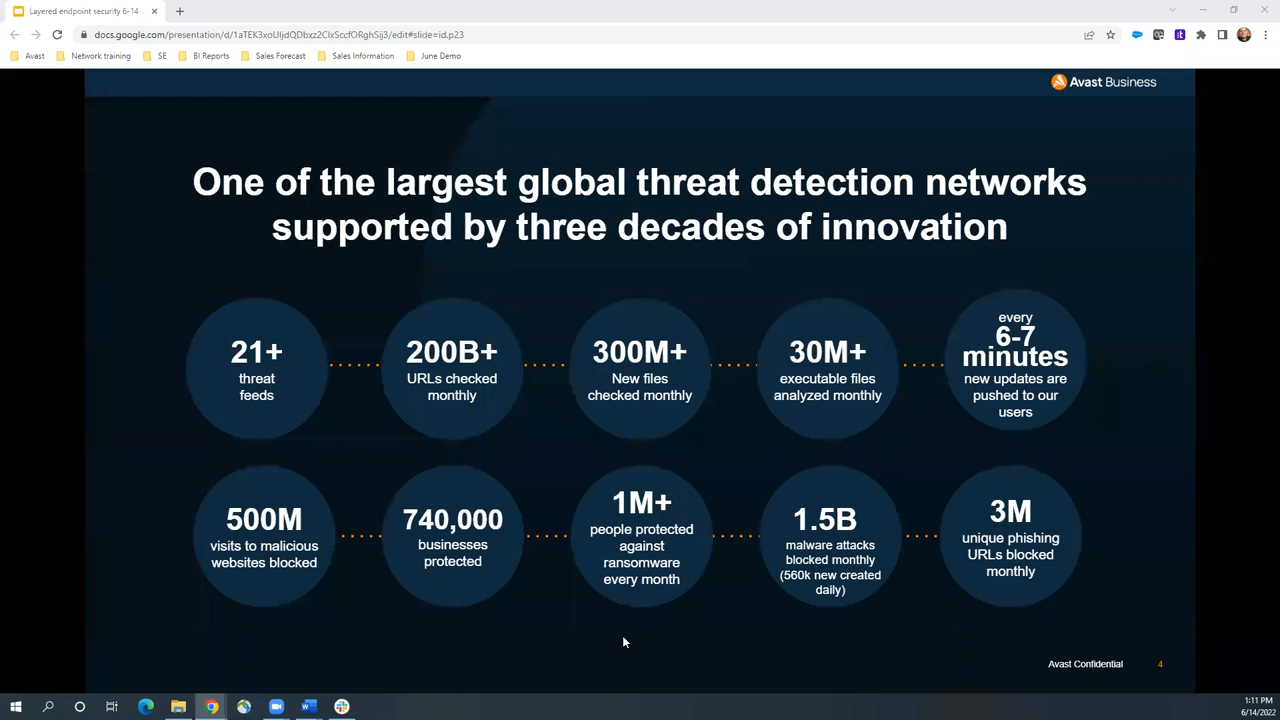 Layered endpoint security 6-14-
docs.google.com/presentation/d/1aTEK3xoUljdQDbxz2ClxSccfORghSij3/edit#slide=id.p23
Avast
Network training
SE
BI Reports
Sales Forecast
Sales Information
June Demo
Avast Business
One of the largest global threat detection networks
supported by three decades of innovation
21+
threat
feeds
200B+
URLs checked
monthly
300M+
New files
checked monthly
30M+
executable files
analyzed monthly
every
6-7
minutes
new updates are
pushed to our
users
500M
visits to malicious
websites blocked
740,000
businesses
protected
1M+
people protected
against
ransomware
every month
1.5B
malware attacks
blocked monthly
(560k new created
daily)
3M
unique phishing
URLs blocked
monthly
Avast Confidential
4
1:11 PM
6/14/2022